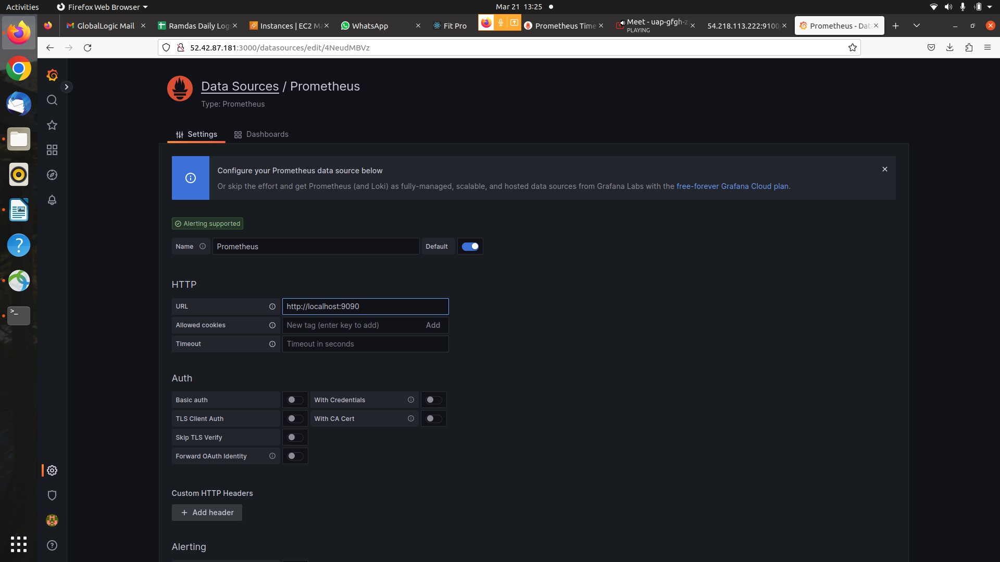 Activities
Firefox Web Browser
Mar 21 13:25
GlobalLogic Mail
Ramdas Daily Log
Instances | EC2 Ma
WhatsApp
Fit Pro
Prometheus Time
Meet - uap-gfgh-z
PLAYING
54.218.113.222:9100
Prometheus - Dat
52.42.87.181:3000/datasources/edit/4NeudMBVz
Data Sources / Prometheus
Type: Prometheus
Settings
Dashboards
Configure your Prometheus data source below
Or skip the effort and get Prometheus (and Loki) as fully-managed, scalable, and hosted data sources from Grafana Labs with the free-forever Grafana Cloud plan.
Alerting supported
Name
Prometheus
Default
HTTP
URL
http://localhost:9090
Allowed cookies
New tag (enter key to add)
Add
Timeout
Timeout in seconds
Auth
Basic auth
With Credentials
TLS Client Auth
With CA Cert
Skip TLS Verify
Forward OAuth Identity
Custom HTTP Headers
+ Add header
Alerting